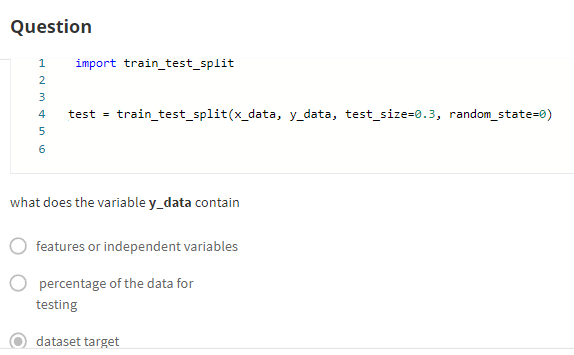 Question
1 import train_test_split
2
3
4 test = train_test_split(x_data, y_data, test_size=0.3, random_state=0)
5
6
what does the variable y_data contain
features or independent variables
percentage of the data for
testing
dataset target